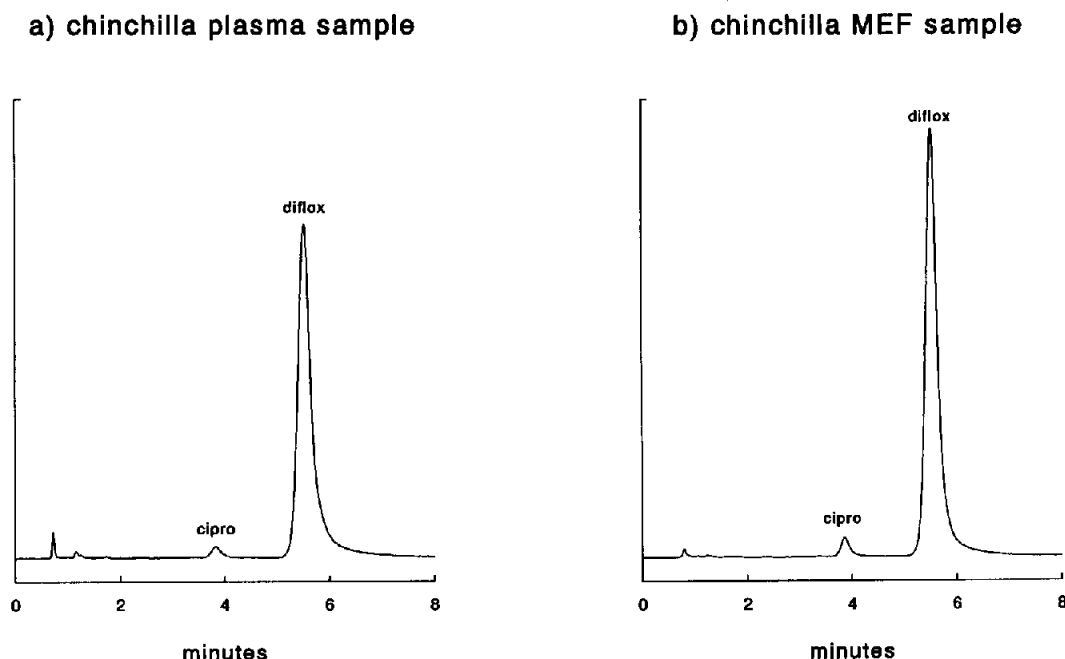 a) chinchilla plasma sample
diflox
cipro
0 2 4 6 8
minutes
b) chinchilla MEF sample
diflox
cipro
0 2 4 6 8
minutes